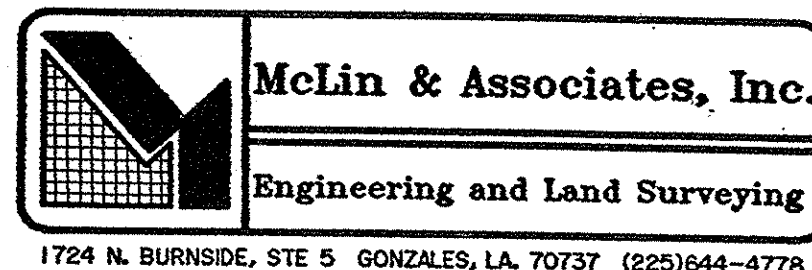 McLin & Associates, Inc.
Engineering and Land Surveying
1724 N. BURNSIDE, STE 5 GONZALES, LA. 70737 (225)644-4778